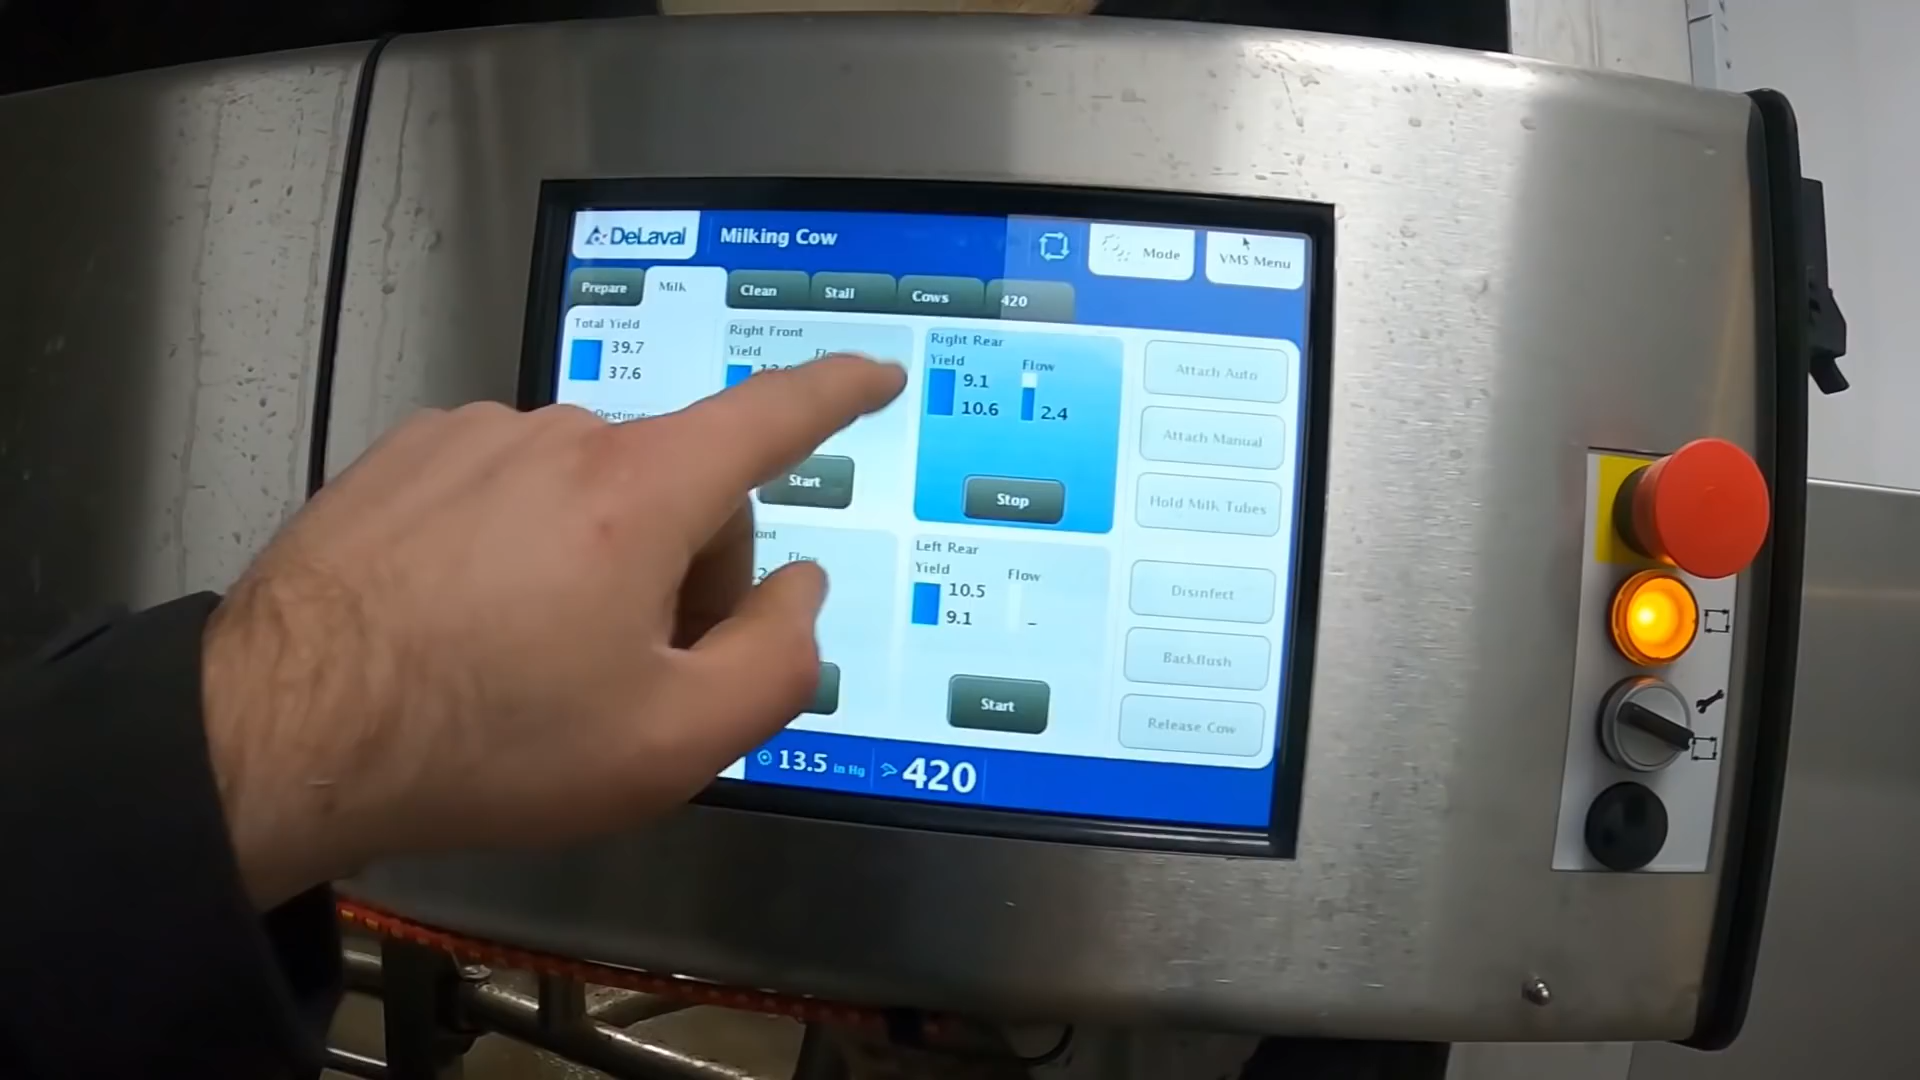 DeLaval
Milking Cow
Mode
VMS Menu
Prepare
Milk
Clean
Stall
Cows
420
Total Yield
39.7
37.6
Right Front
Yield
Start
Right Rear
Yield
Flow
9.1
10.6
2.4
Stop
Flow
Left Rear
Yield
Flow
10.5
9.1
–
Start
Attach Auto
Attach Manual
Hold Milk Tubes
Disinfect
Backflush
Release Cow
13.5 in Hg
420